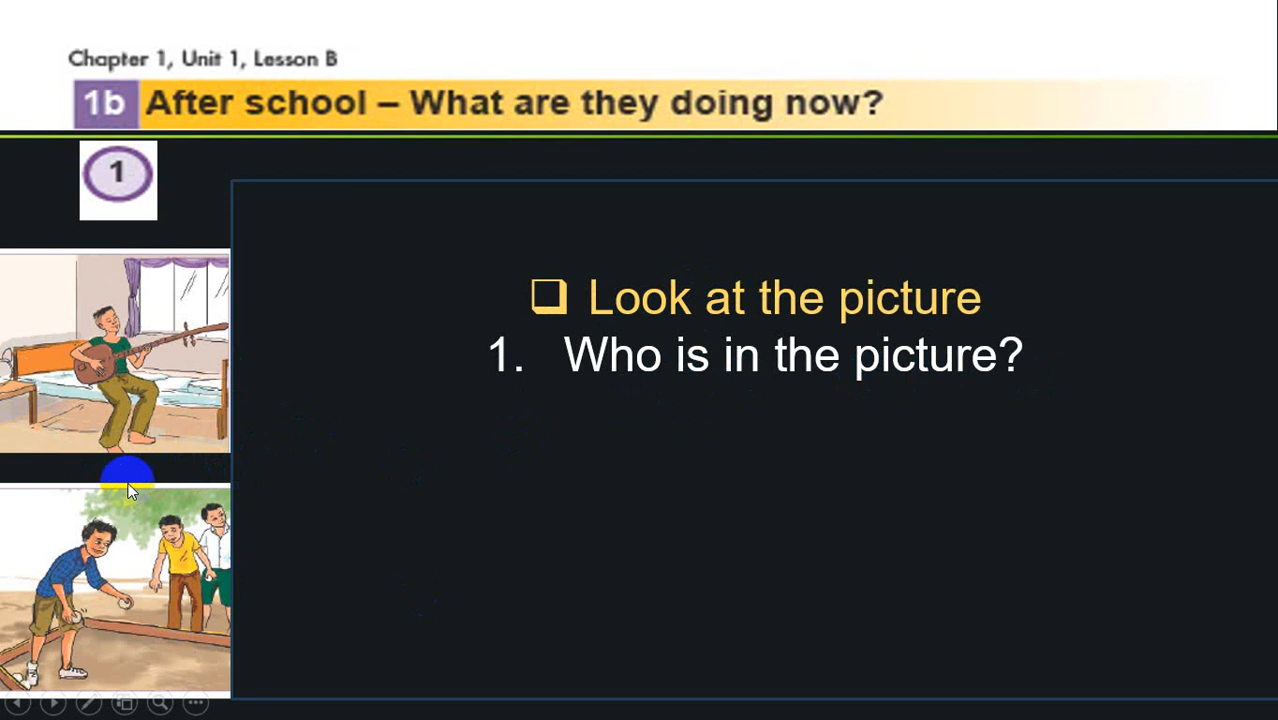 Chapter 1, Unit 1, Lesson B
1b After school – What are they doing now?
1
❑ Look at the picture
1. Who is in the picture?